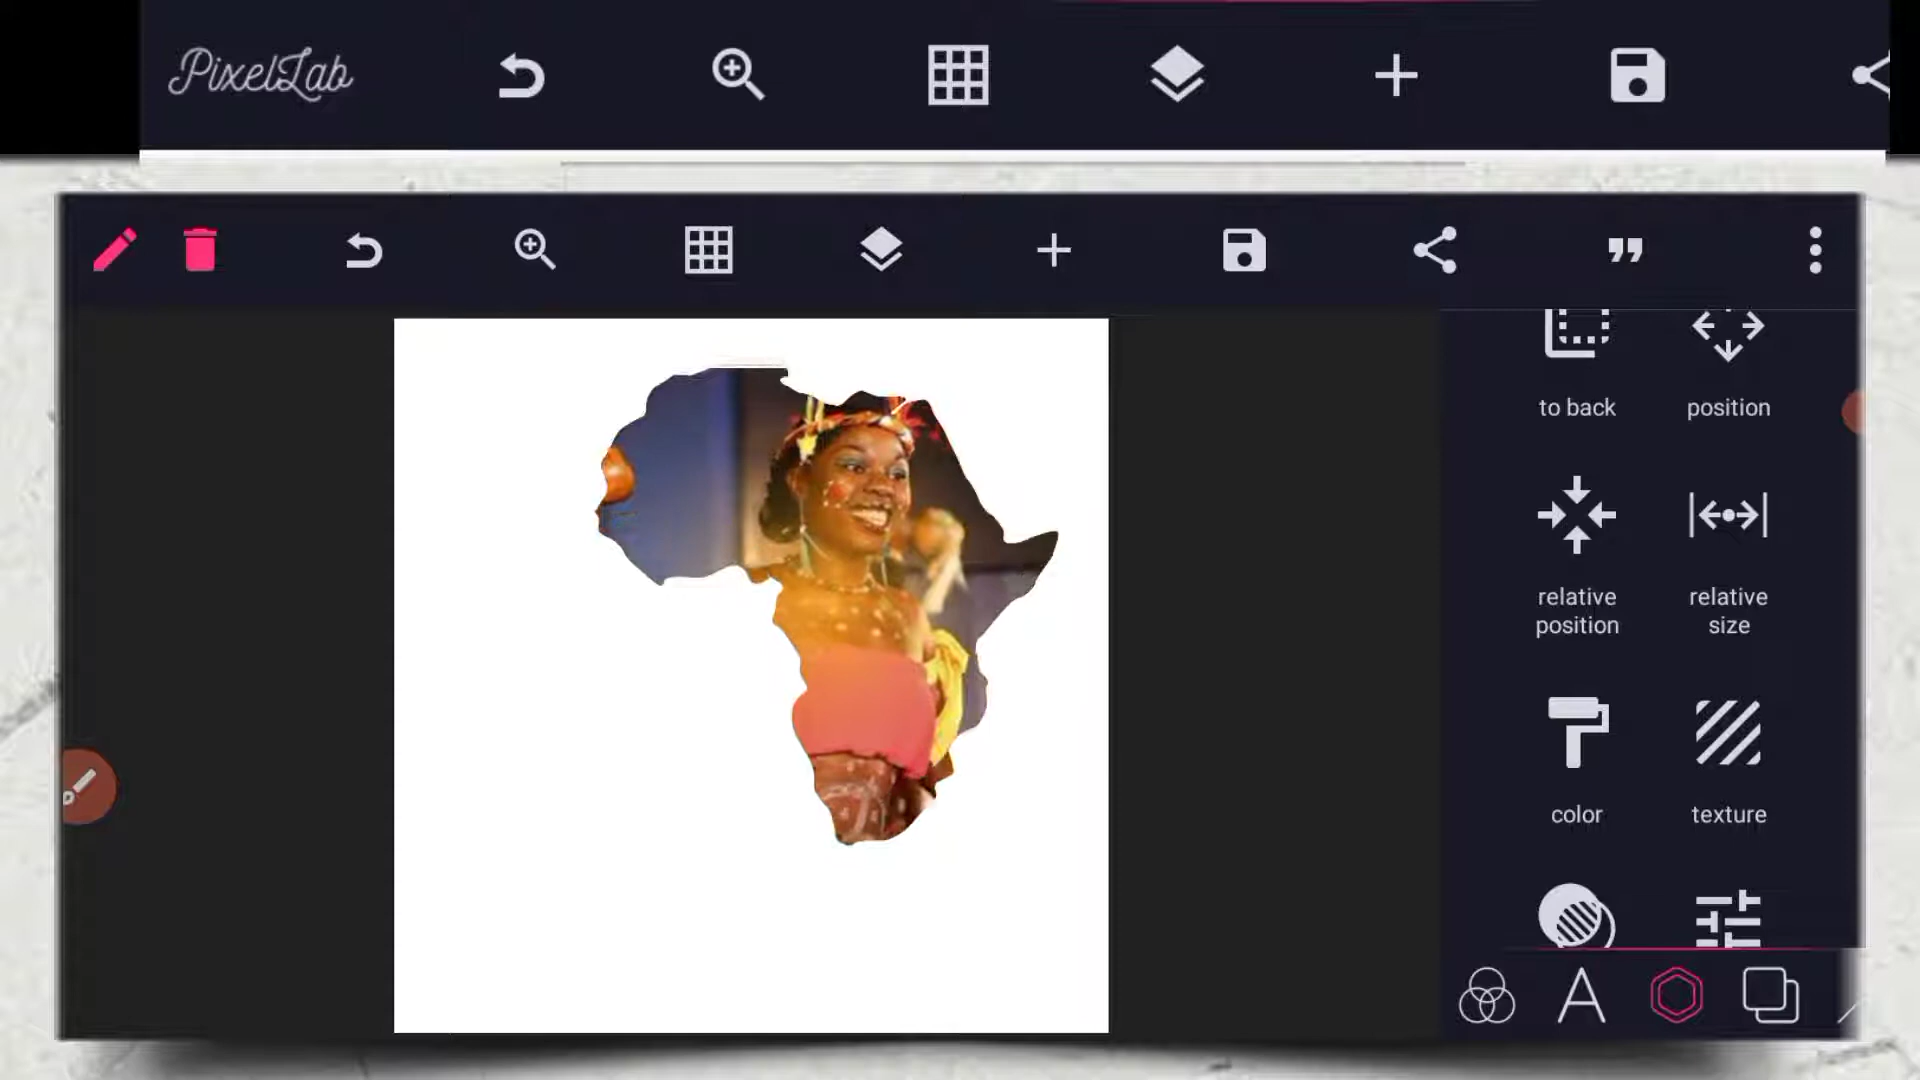 PixelLab
to back
position
relative
position
relative
size
color
texture